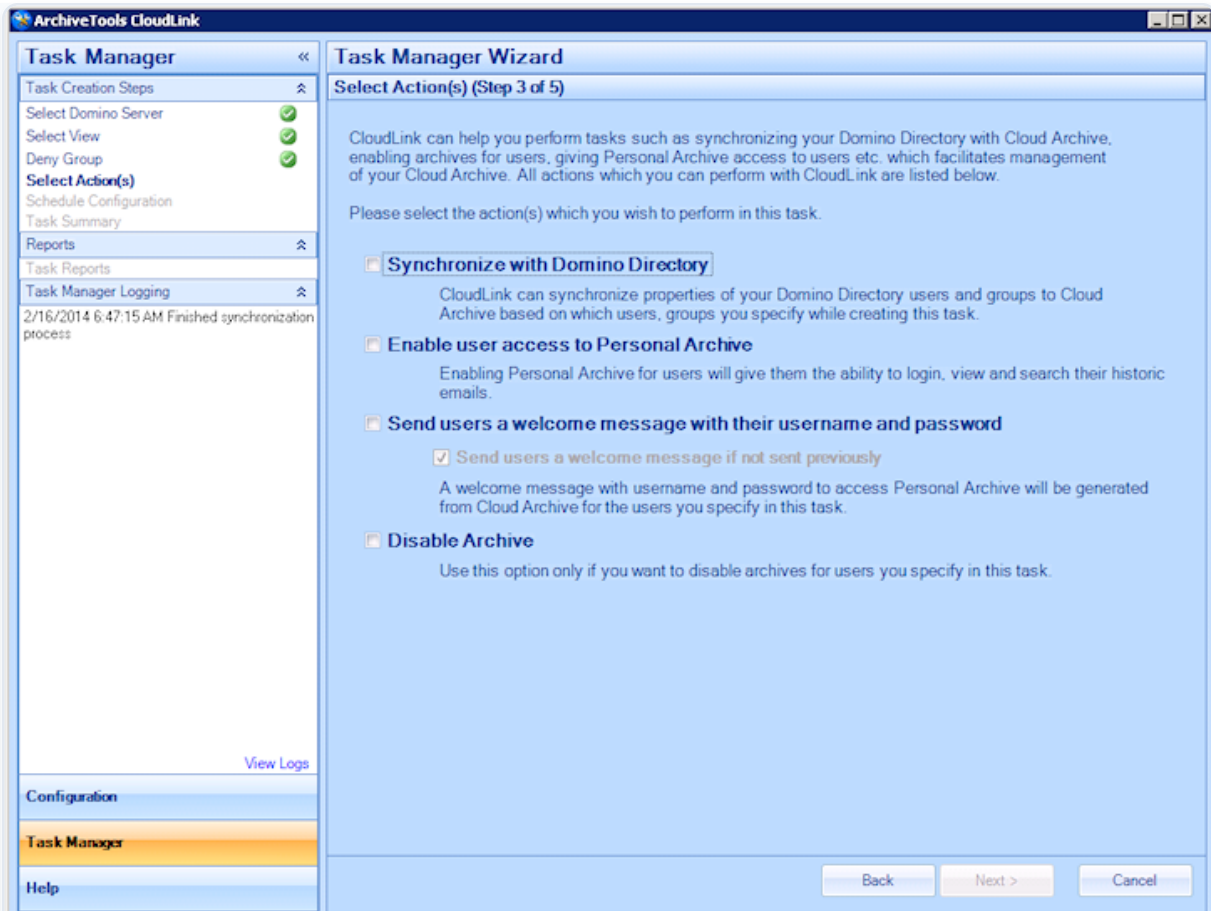 ArchiveTools CloudLink
Task Manager «
Task Creation Steps
Select Domino Server
Select View
Deny Group
Select Action(s)
Schedule Configuration
Task Summary
Reports
Task Reports
Task Manager Logging
2/16/2014 6:47:15 AM Finished synchronization
process
View Logs
Configuration
Task Manager
Help
Task Manager Wizard
Select Action(s) (Step 3 of 5)
CloudLink can help you perform tasks such as synchronizing your Domino Directory with Cloud Archive,
enabling archives for users, giving Personal Archive access to users etc. which facilitates management
of your Cloud Archive. All actions which you can perform with CloudLink are listed below.
Please select the action(s) which you wish to perform in this task.
Synchronize with Domino Directory
CloudLink can synchronize properties of your Domino Directory users and groups to Cloud
Archive based on which users, groups you specify while creating this task.
Enable user access to Personal Archive
Enabling Personal Archive for users will give them the ability to login, view and search their historic
emails.
Send users a welcome message with their username and password
Send users a welcome message if not sent previously
A welcome message with username and password to access Personal Archive will be generated
from Cloud Archive for the users you specify in this task.
Disable Archive
Use this option only if you want to disable archives for users you specify in this task.
Back
Next >
Cancel